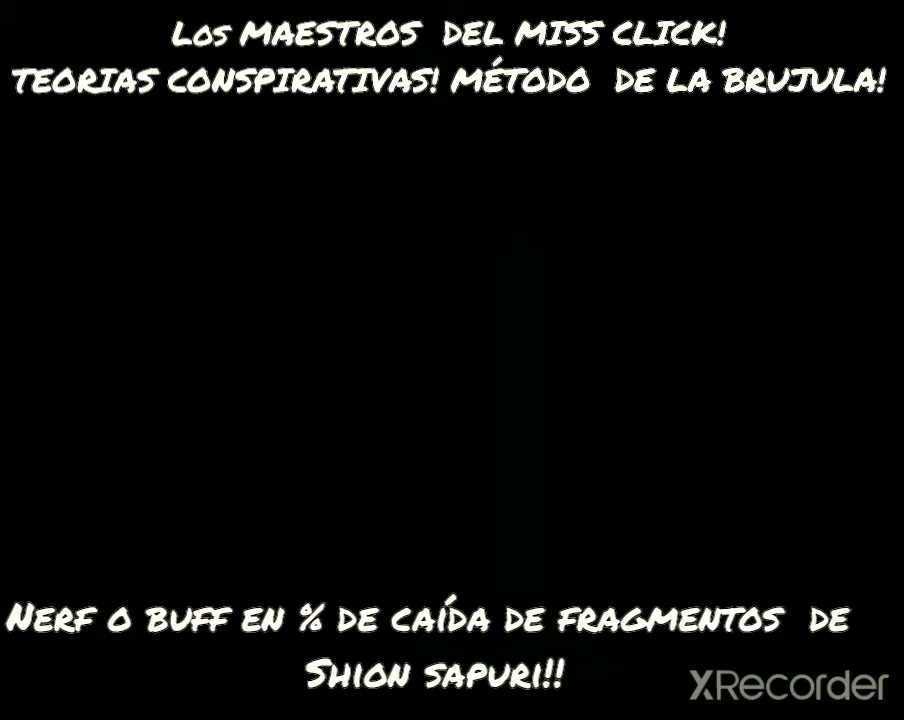 Los MAESTROS DEL MISS CLICK!
TEORIAS CONSPIRATIVAS! MÉTODO DE LA BRUJULA!
Nerf o buff en % de caída de fragmentos de
Shion sapuri!!
XRecorder